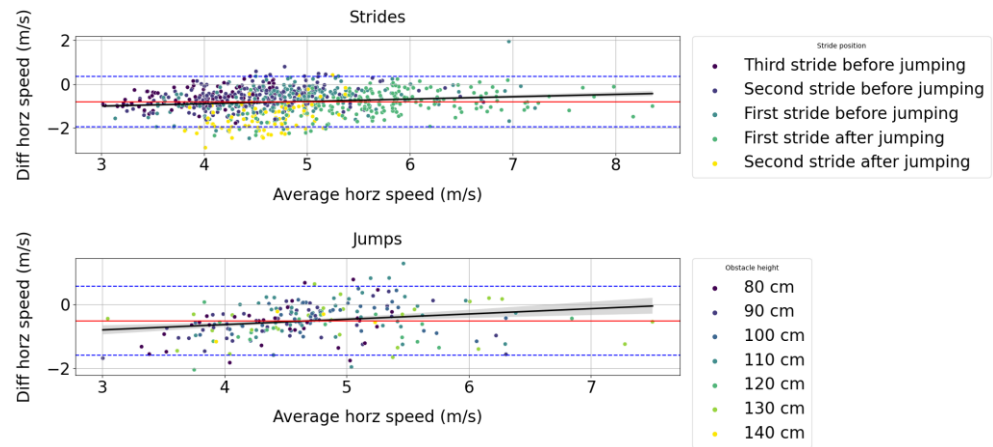 Strides
Diff horz speed (m/s)
2
0
−2
3 4 5 6 7 8
Average horz speed (m/s)
Stride position
Third stride before jumping
Second stride before jumping
First stride before jumping
First stride after jumping
Second stride after jumping
Jumps
Diff horz speed (m/s)
0
−2
3 4 5 6 7
Average horz speed (m/s)
Obstacle height
80 cm
90 cm
100 cm
110 cm
120 cm
130 cm
140 cm